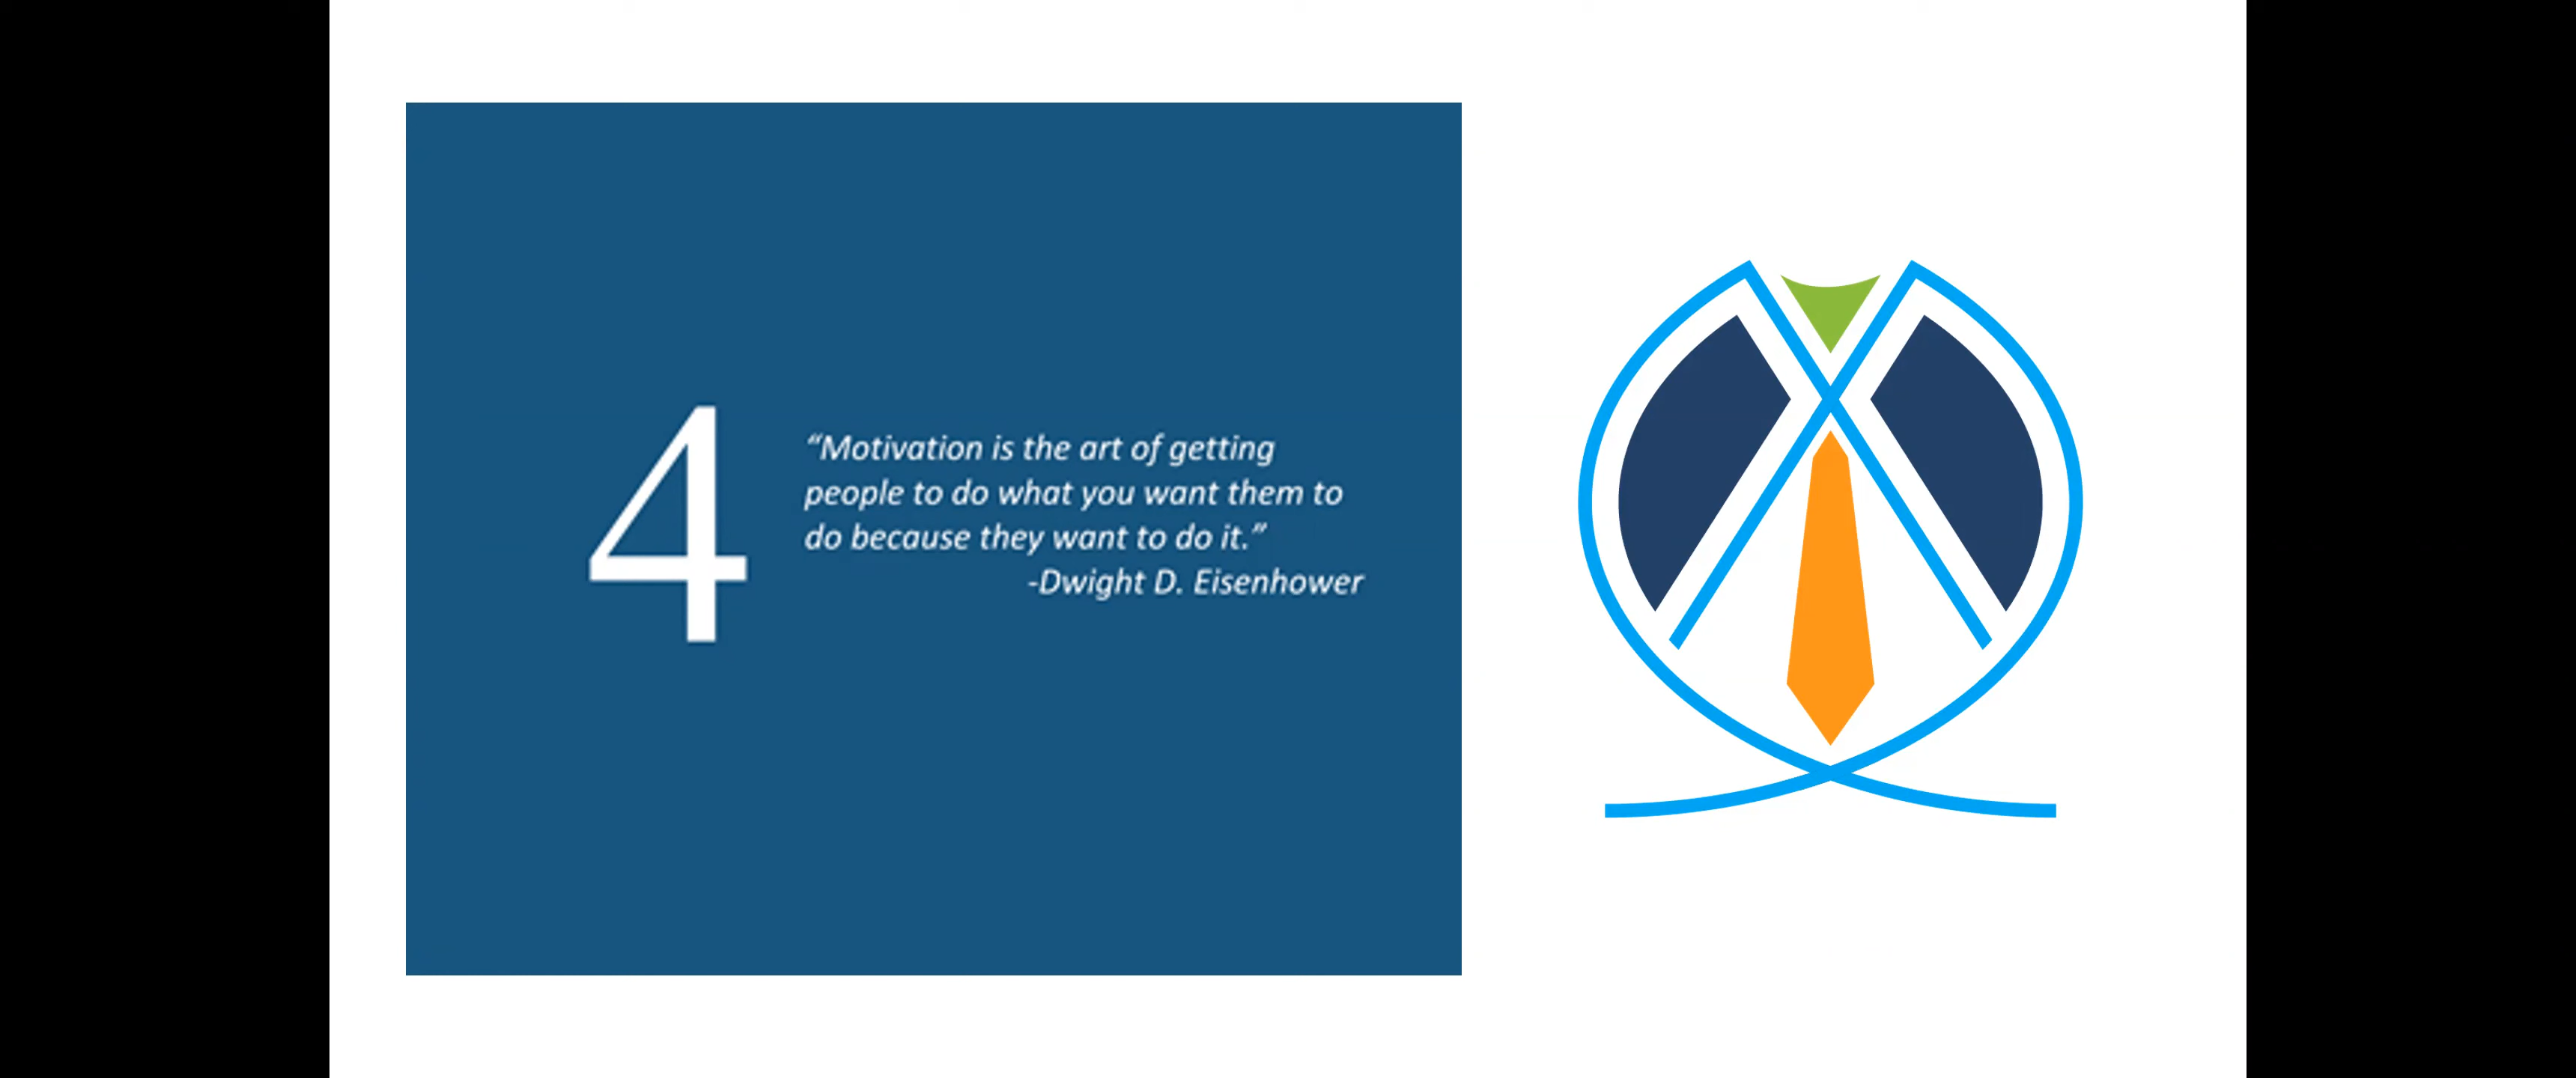 4
“Motivation is the art of getting
people to do what you want them to
do because they want to do it.”
-Dwight D. Eisenhower